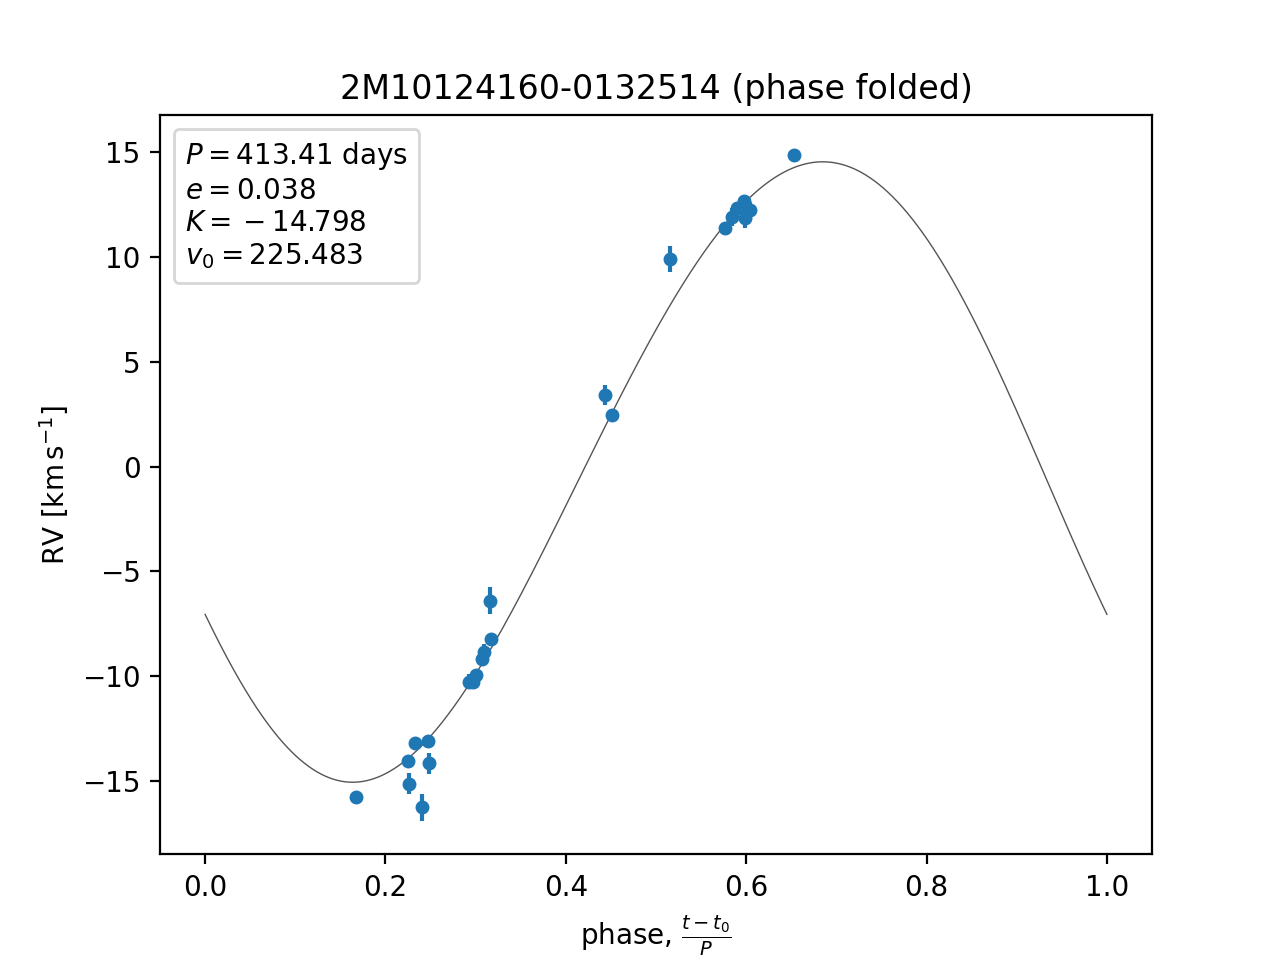 2M10124160-0132514 (phase folded)
P = 413.41 days
e = 0.038
K = −14.798
v₀ = 225.483
15
10
5
0
−5
−10
−15
RV [km s⁻¹]
0.0 0.2 0.4 0.6 0.8 1.0
phase, (t − t₀)/P